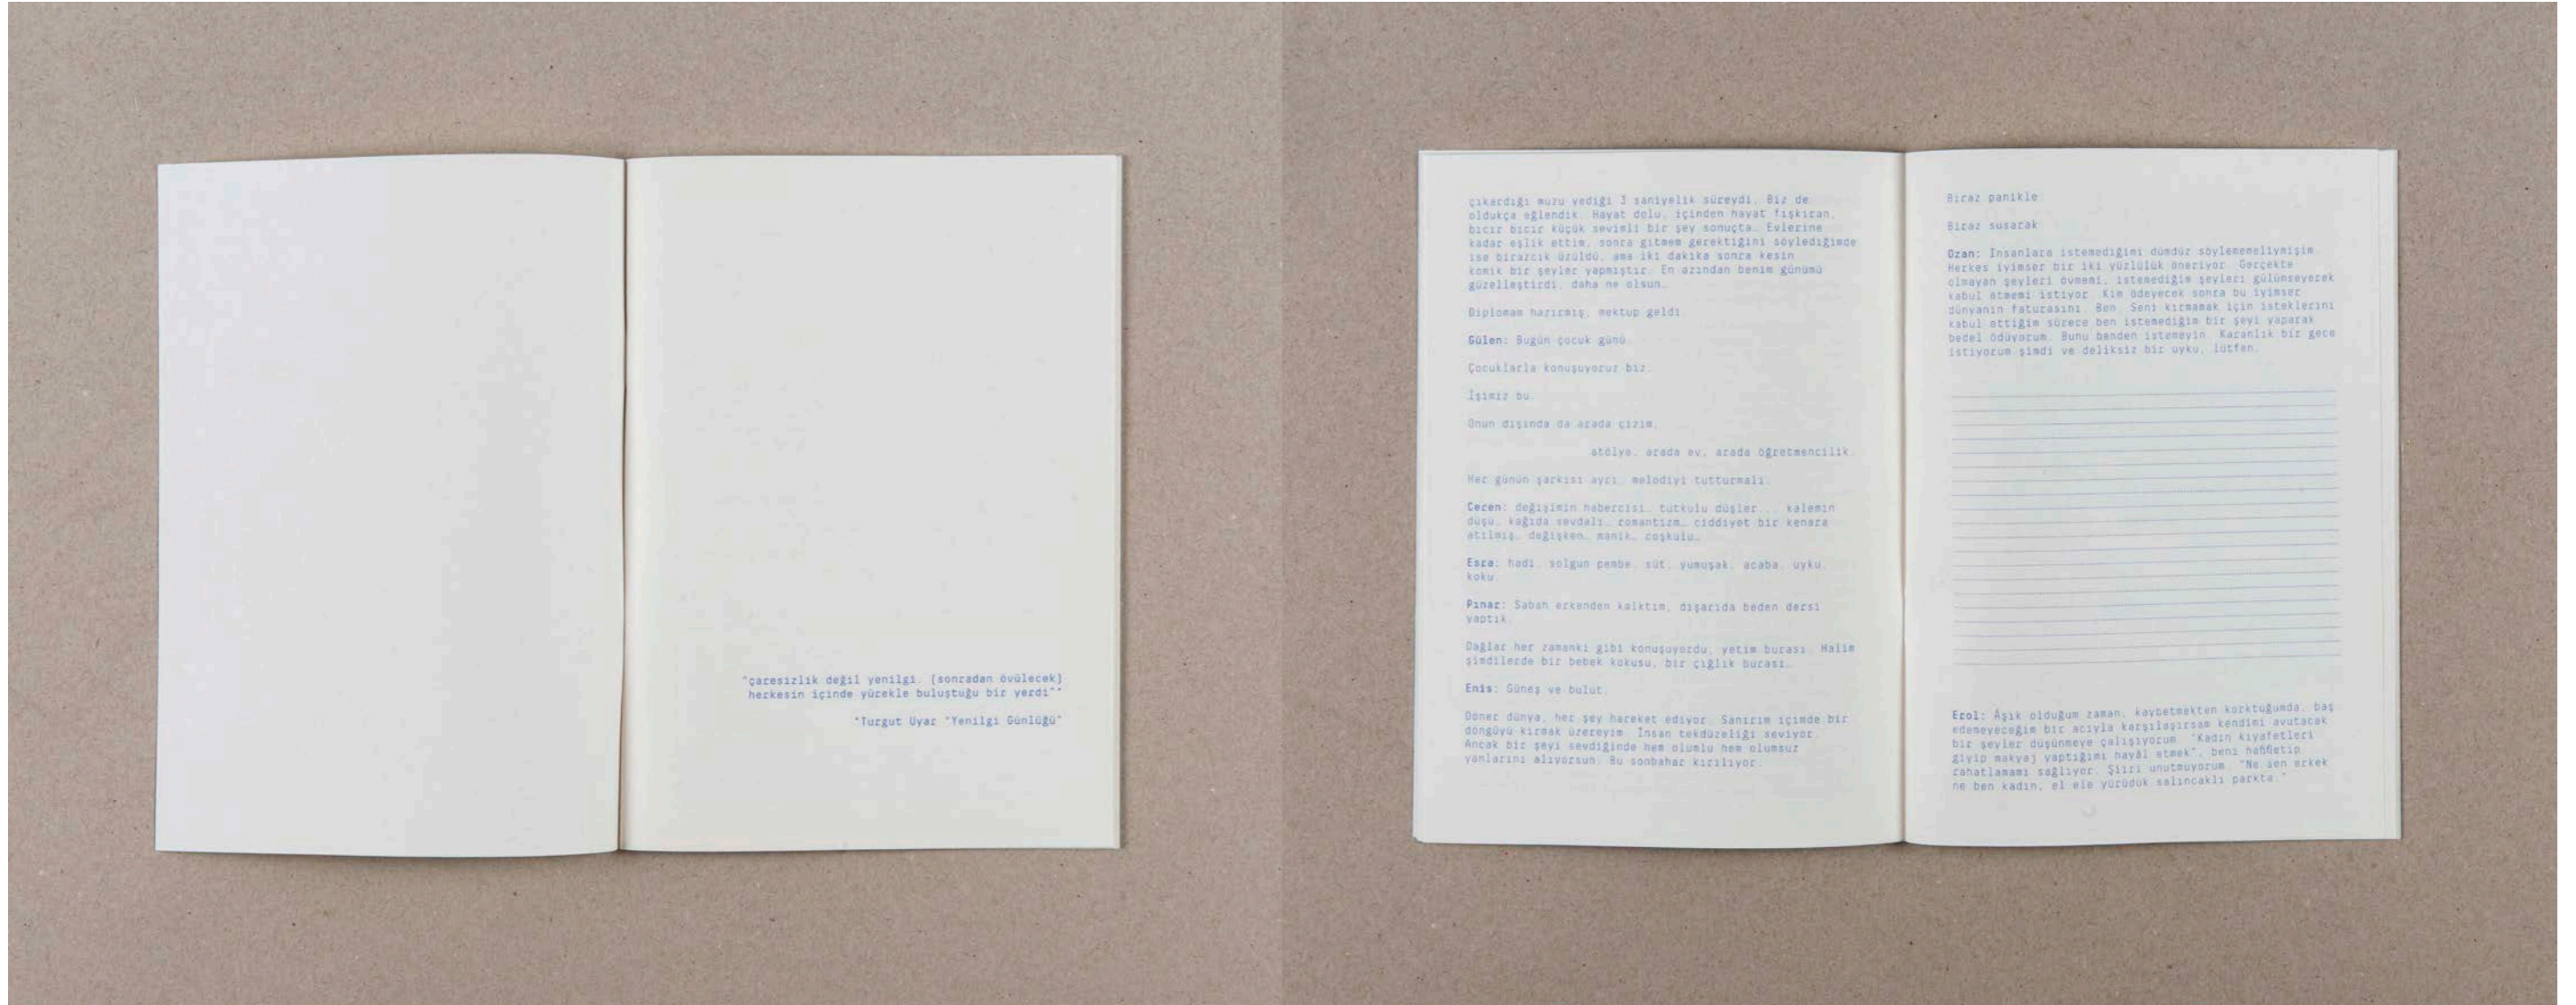 "çaresizlik değil yenilgi. (sonradan övülecek)
herkesin içinde yürekle buluştuğu bir yerdi"*
*Turgut Uyar "Yenilgi Günlüğü"
çıkardığı muzu yediği 3 saniyelik süreydi. Biz de
oldukça eğlendik. Hayat dolu, içinden hayat fışkıran,
bıcır bıcır küçük sevimli bir şey sonuçta… Evlerine
kadar eşlik ettim, sonra gitmem gerektiğini söylediğimde
ise birazcık üzüldü, ama iki dakika sonra kesin
komik bir şeyler yapmıştır. En azından benim günümü
güzelleştirdi, daha ne olsun…
Diplomam hazırmış, mektup geldi.
Gülen: Bugün çocuk günü.
Çocuklarla konuşuyoruz biz.
İşimiz bu.
Onun dışında da arada çizim,
atölye, arada ev, arada öğretmencilik.
Her günün şarkısı ayrı, melodiyi tutturmalı.
Ceren: değişimin habercisi… tutkulu düşler... kalemin
düşü, kağıda sevdalı… romantizm… ciddiyet bir kenara
atılmış… değişken… manik… coşkulu…
Esra: hadi, solgun pembe, süt, yumuşak, acaba, uyku,
koku.
Pınar: Sabah erkenden kalktım, dışarıda beden dersi
yaptık.
Dağlar her zamanki gibi konuşuyordu, yetim burası. Halim
şimdilerde bir bebek kokusu, bir çığlık burası…
Enis: Güneş ve bulut.
Döner dünya, her şey hareket ediyor. Sanırım içimde bir
döngüyü kırmak üzereyim. İnsan tekdüzeliği seviyor.
Ancak bir şeyi sevdiğinde hem olumlu hem olumsuz
yanlarını alıyorsun. Bu sonbahar kırılıyor.
Biraz panikle
Biraz susarak
Ozan: İnsanlara istemediğimi dümdüz söylememeliymişim.
Herkes iyimser bir iki yüzlülük öneriyor. Gerçekte
olmayan şeyleri övmemi, istemediğim şeyleri gülümseyerek
kabul etmemi istiyor. Kim ödeyecek sonra bu iyimser
dünyanın faturasını. Ben. Seni kırmamak için isteklerini
kabul ettiğim sürece ben istemediğim bir şeyi yaparak
bedel ödüyorum. Bunu benden istemeyin. Karanlık bir gece
istiyorum şimdi ve deliksiz bir uyku, lütfen.
Erol: Âşık olduğum zaman, kaybetmekten korktuğumda, baş
edemeyeceğim bir acıyla karşılaşırsam kendimi avutacak
bir şeyler düşünmeye çalışıyorum. "Kadın kıyafetleri
giyip makyaj yaptığımı hayâl etmek", beni hafifletip
rahatlamamı sağlıyor. Şiiri unutmuyorum. "Ne sen erkek
ne ben kadın, el ele yürüdük salıncaklı parkta."